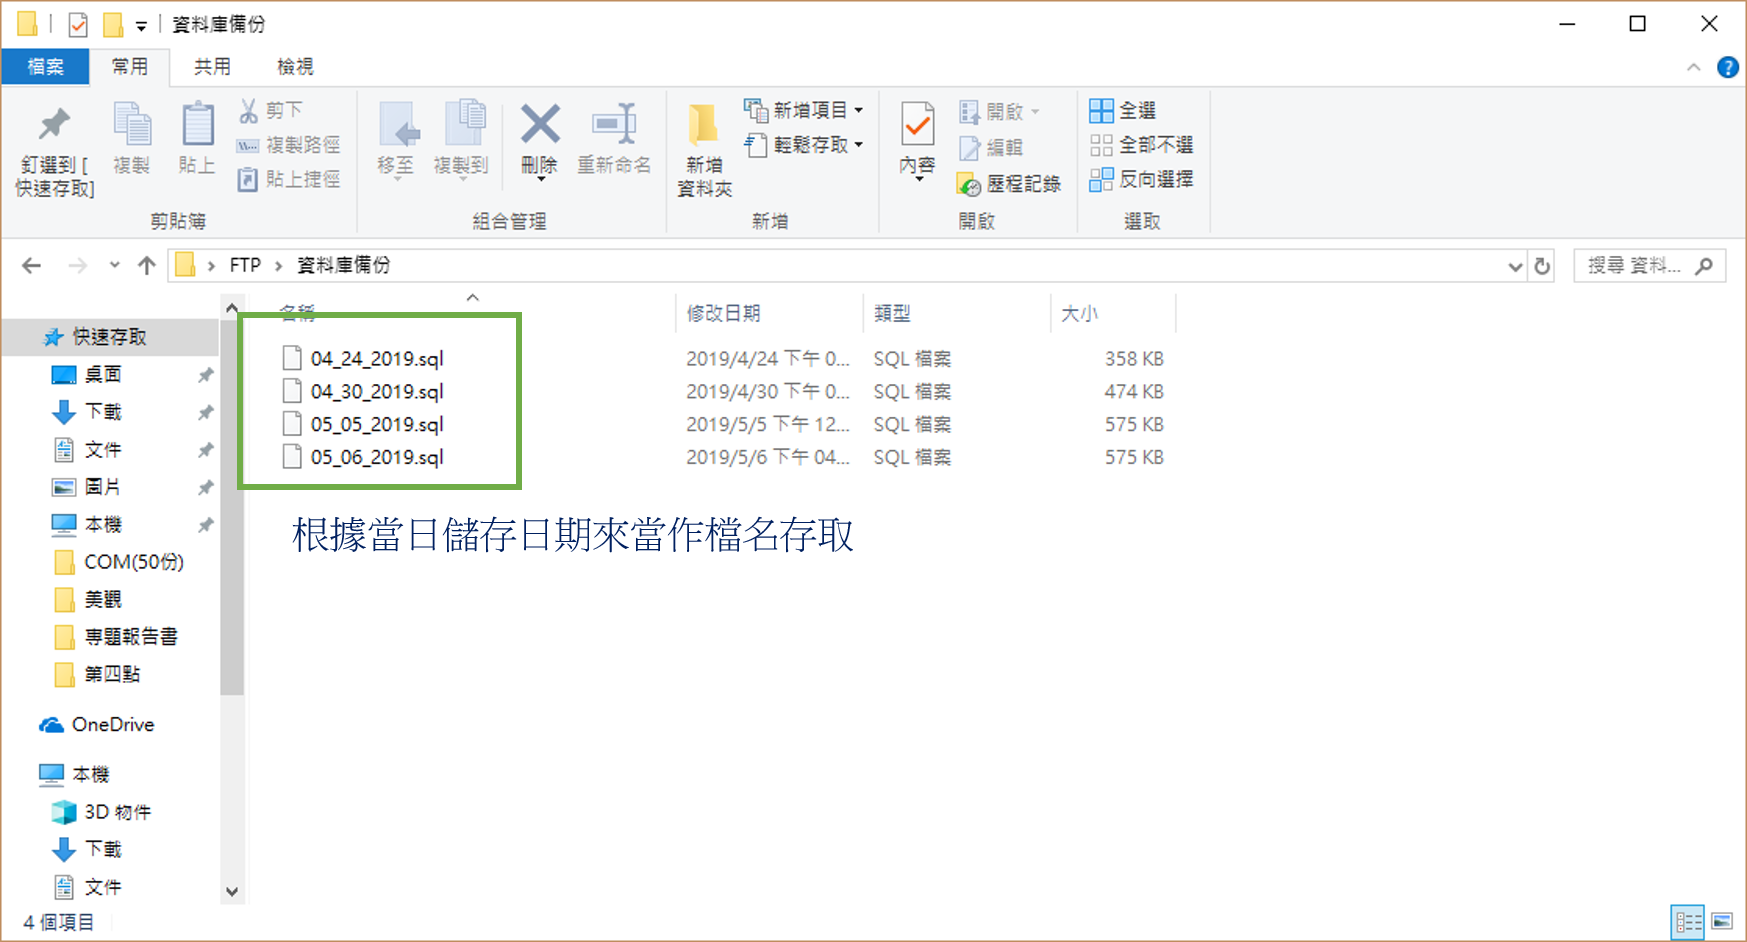 資料庫備份
檔案 常用 共用 檢視
釘選到 [
快速存取]
複製
貼上
剪下
複製路徑
貼上捷徑
剪貼簿
移至
複製到
刪除
重新命名
組合管理
新增
資料夾
新增項目
輕鬆存取
新增
內容
開啟
編輯
歷程記錄
開啟
全選
全部不選
反向選擇
選取
FTP 資料庫備份
搜尋 資料...
名稱 修改日期 類型 大小
04_24_2019.sql 2019/4/24 下午 0... SQL 檔案 358 KB
04_30_2019.sql 2019/4/30 下午 0... SQL 檔案 474 KB
05_05_2019.sql 2019/5/5 下午 12... SQL 檔案 575 KB
05_06_2019.sql 2019/5/6 下午 04... SQL 檔案 575 KB
根據當日儲存日期來當作檔名存取
快速存取
桌面
下載
文件
圖片
本機
COM(50份)
美觀
專題報告書
第四點
OneDrive
本機
3D 物件
下載
文件
4 個項目